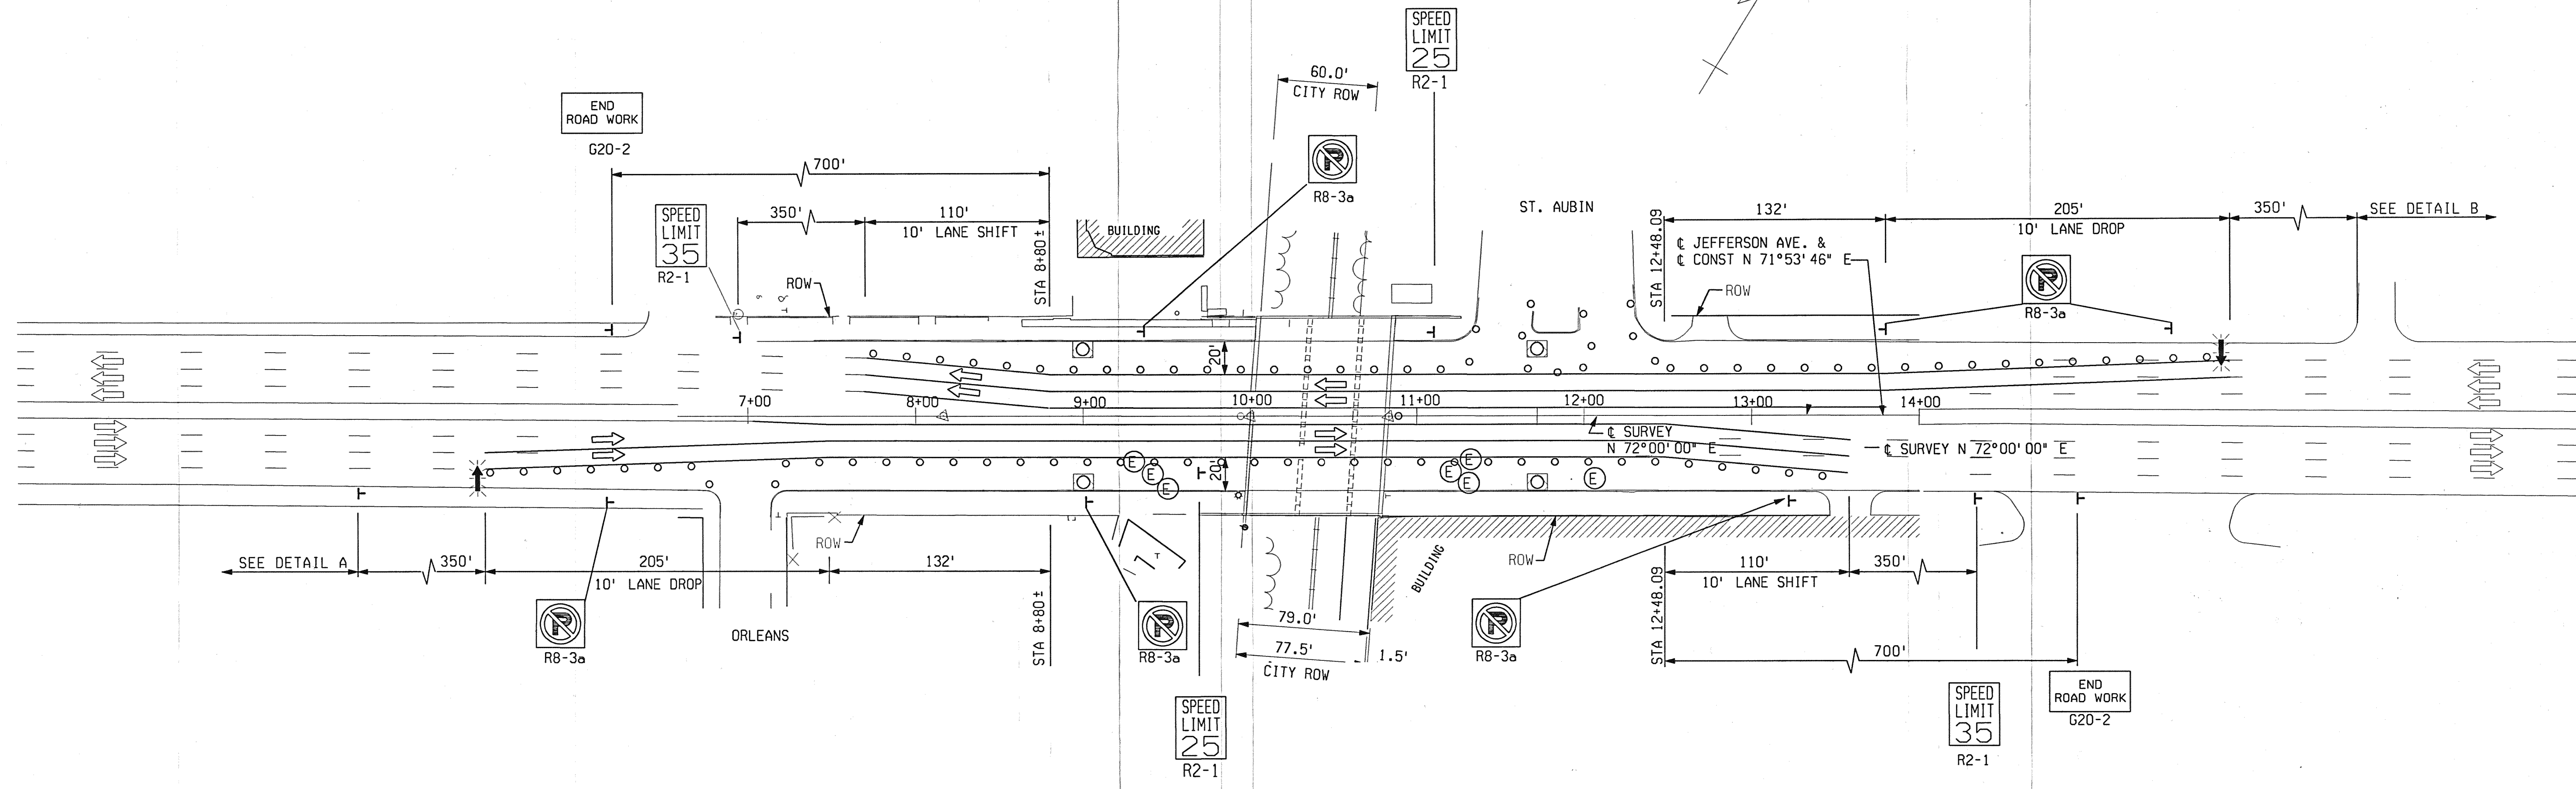 SPEED
LIMIT
25
R2-1
60.0'
CITY ROW
END
ROAD WORK
G20-2
700'
R8-3a
SPEED
LIMIT
35
R2-1
350'
110'
10' LANE SHIFT
STA 8+80±
BUILDING
ROW
ST. AUBIN
STA 12+48.09
132'
205'
10' LANE DROP
350'
SEE DETAIL B
℄ JEFFERSON AVE. &
℄ CONST N 71°53'46" E
ROW
R8-3a
20'
7+00
8+00
9+00
10+00
11+00
12+00
13+00
14+00
℄ SURVEY
N 72°00'00" E
℄ SURVEY N 72°00'00" E
E
E
E
E
E
E
E
20'
SEE DETAIL A
350'
205'
10' LANE DROP
132'
ROW
ROW
BUILDING
110'
10' LANE SHIFT
350'
R8-3a
ORLEANS
STA 8+80±
R8-3a
79.0'
77.5'
1.5'
CITY ROW
R8-3a
STA 12+48.09
700'
SPEED
LIMIT
25
R2-1
SPEED
LIMIT
35
R2-1
END
ROAD WORK
G20-2